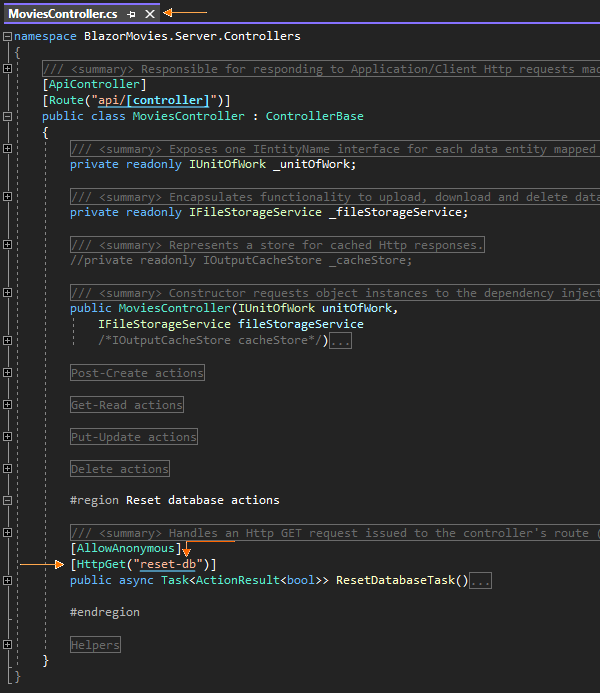 MoviesController.cs
namespace BlazorMovies.Server.Controllers
{
/// <summary> Responsible for responding to Application/Client Http requests mad
[ApiController]
[Route("api/[controller]")]
public class MoviesController : ControllerBase
{
/// <summary> Exposes one IEntityName interface for each data entity mapped
private readonly IUnitOfWork _unitOfWork;
/// <summary> Encapsulates functionality to upload, download and delete data
private readonly IFileStorageService _fileStorageService;
/// <summary> Represents a store for cached Http responses.
//private readonly IOutputCacheStore _cacheStore;
/// <summary> Constructor requests object instances to the dependency inject
public MoviesController(IUnitOfWork unitOfWork,
IFileStorageService fileStorageService
/*IOutputCacheStore cacheStore*/)...
Post-Create actions
Get-Read actions
Put-Update actions
Delete actions
#region Reset database actions
/// <summary> Handles an Http GET request issued to the controller's route (
[AllowAnonymous]
[HttpGet("reset-db")]
public async Task<ActionResult<bool>> ResetDatabaseTask()...
#endregion
Helpers
}
}